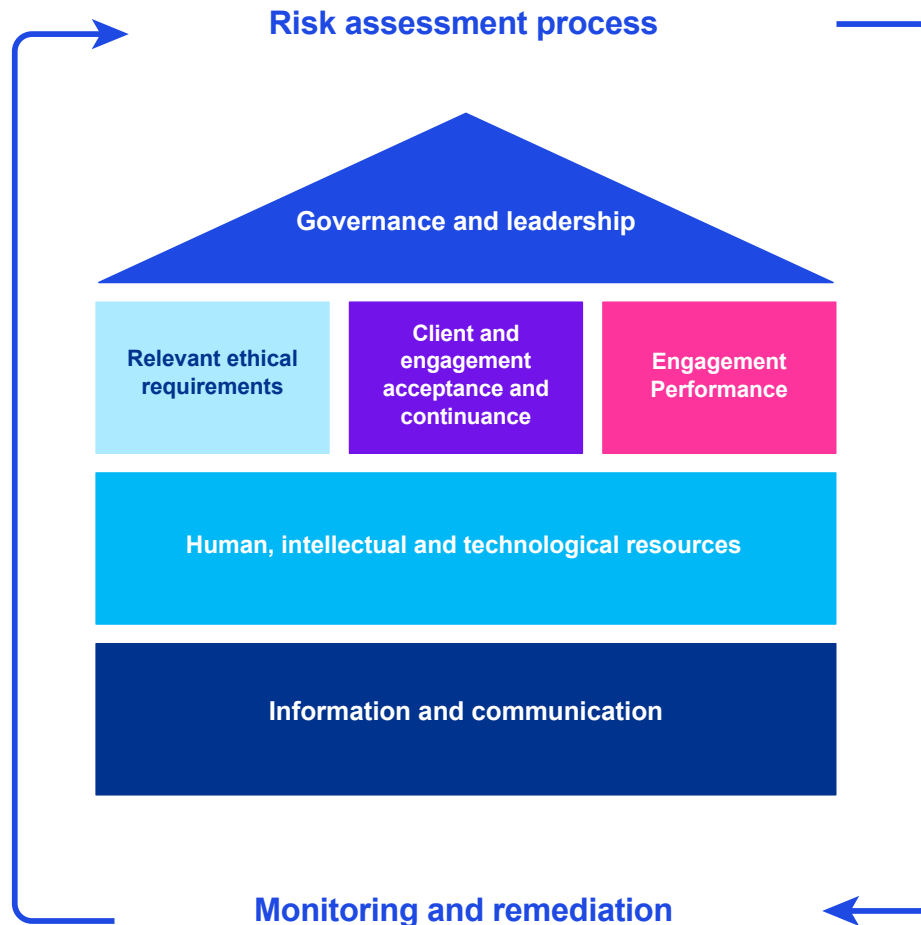 Risk assessment process
Governance and leadership
Relevant ethical
requirements
Client and
engagement
acceptance and
continuance
Engagement
Performance
Human, intellectual and technological resources
Information and communication
Monitoring and remediation